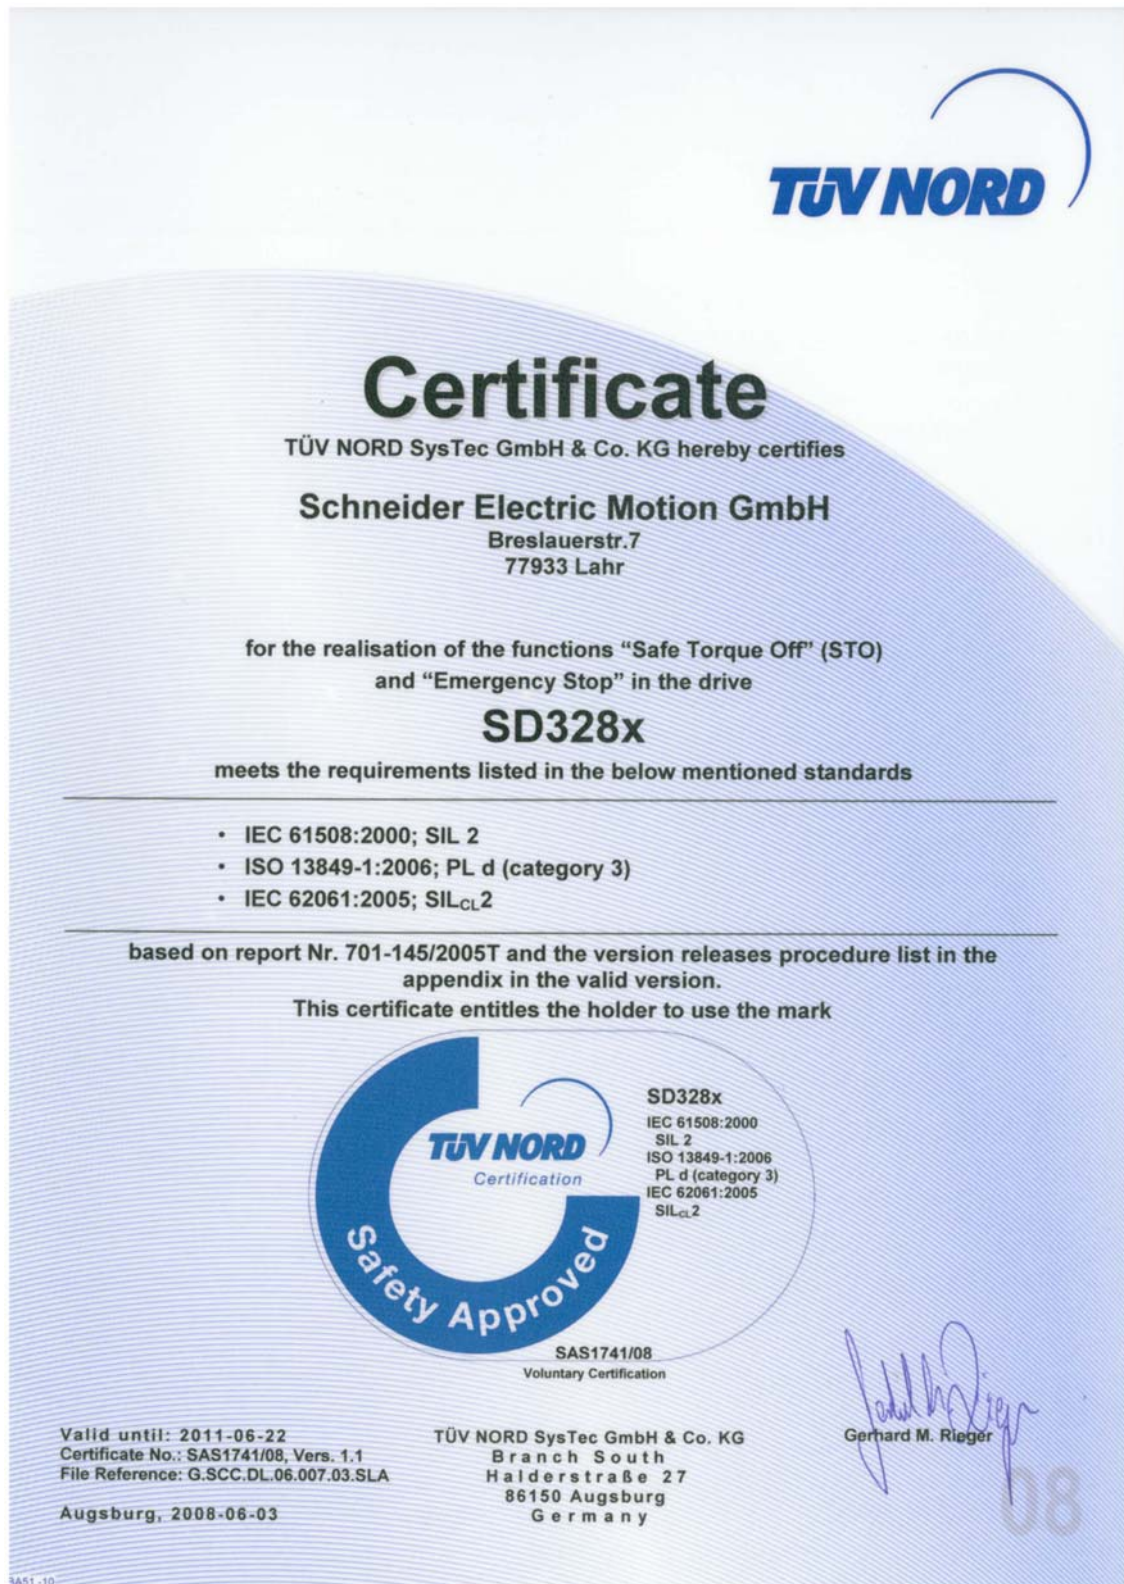 TÜV NORD
Certificate
TÜV NORD SysTec GmbH & Co. KG hereby certifies
Schneider Electric Motion GmbH
Breslauerstr.7
77933 Lahr
for the realisation of the functions “Safe Torque Off” (STO)
and “Emergency Stop” in the drive
SD328x
meets the requirements listed in the below mentioned standards
• IEC 61508:2000; SIL 2
• ISO 13849-1:2006; PL d (category 3)
• IEC 62061:2005; SILCL2
based on report Nr. 701-145/2005T and the version releases procedure list in the
appendix in the valid version.
This certificate entitles the holder to use the mark
TÜV NORD
Certification
Safety Approved
SD328x
IEC 61508:2000
SIL 2
ISO 13849-1:2006
PL d (category 3)
IEC 62061:2005
SILCL2
SAS1741/08
Voluntary Certification
Valid until: 2011-06-22
Certificate No.: SAS1741/08, Vers. 1.1
File Reference: G.SCC.DL.06.007.03.SLA
Augsburg, 2008-06-03
TÜV NORD SysTec GmbH & Co. KG
Branch South
Halderstraße 27
86150 Augsburg
Germany
Gerhard M. Rieger
08